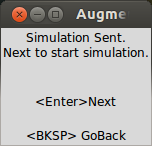 Augme
Simulation Sent.
Next to start simulation.
<Enter>Next
<BKSP> GoBack